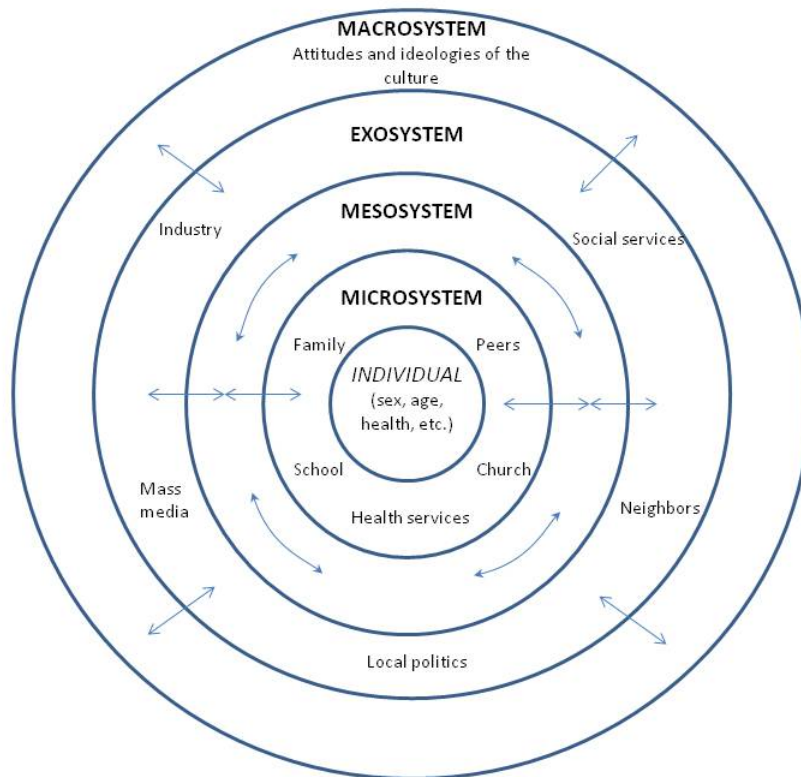 MACROSYSTEM
Attitudes and ideologies of the
culture
EXOSYSTEM
MESOSYSTEM
Industry
Social services
MICROSYSTEM
Family
Peers
INDIVIDUAL
(sex, age,
health, etc.)
School
Church
Mass
media
Health services
Neighbors
Local politics